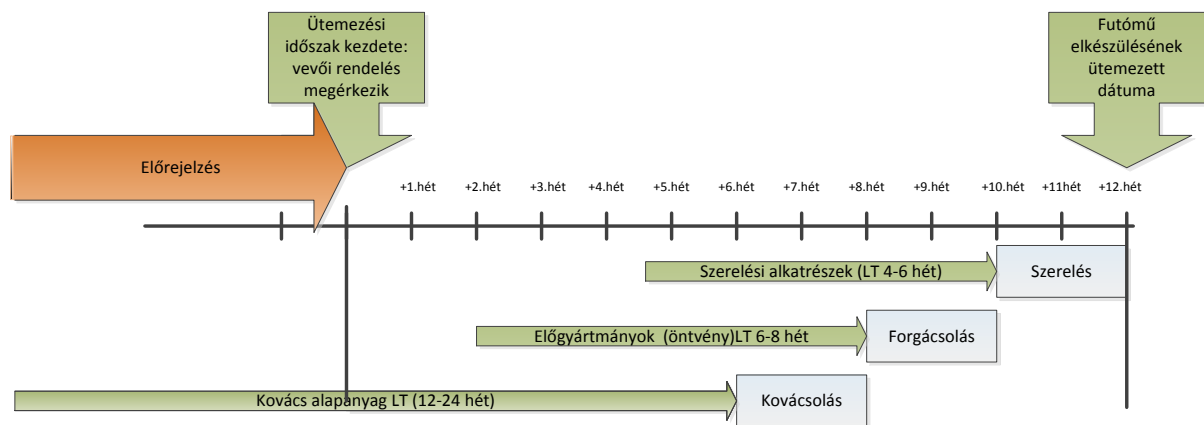 Ütemezési
időszak kezdete:
vevői rendelés
megérkezik
Futómű
elkészülésének
ütemezett
dátuma
Előrejelzés
+1.hét +2.hét +3.hét +4.hét +5.hét +6.hét +7.hét +8.hét +9.hét +10.hét +11hét +12.hét
Szerelési alkatrészek (LT 4-6 hét) Szerelés
Előgyártmányok (öntvény)LT 6-8 hét Forgácsolás
Kovács alapanyag LT (12-24 hét) Kovácsolás